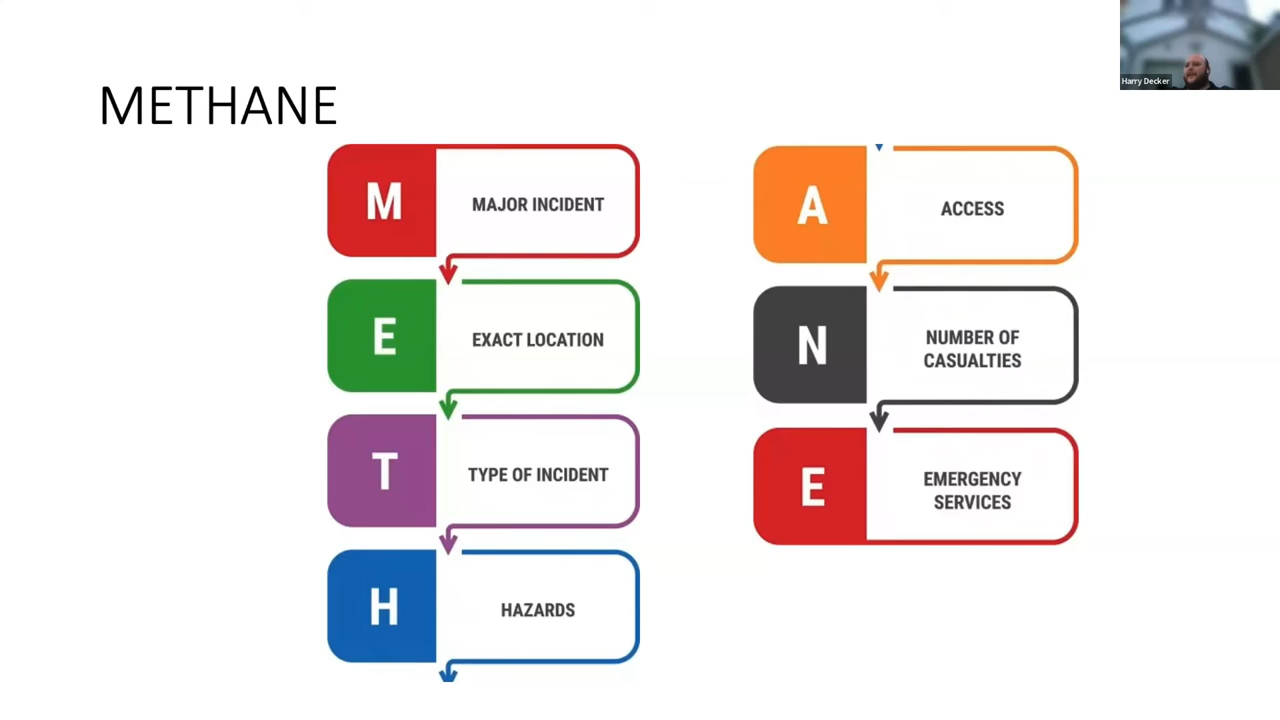 METHANE
M
MAJOR INCIDENT
E
EXACT LOCATION
T
TYPE OF INCIDENT
H
HAZARDS
A
ACCESS
N
NUMBER OF
CASUALTIES
E
EMERGENCY
SERVICES
Harry Decker